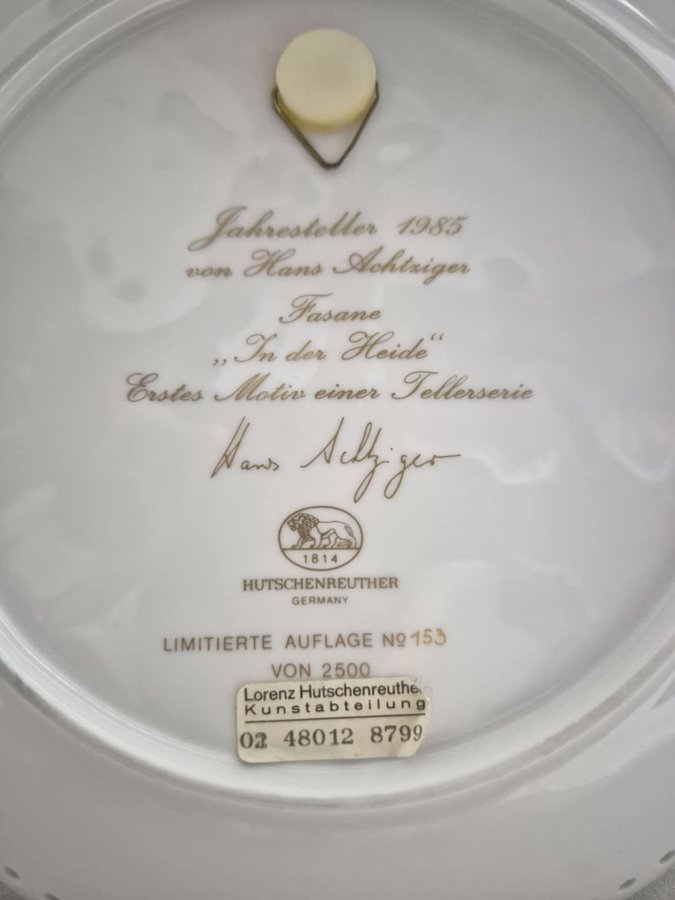 Jahresteller 1985
von Hans Achtziger
Fasane
„In der Heide“
Erstes Motiv einer Tellerserie
Hans Achtziger
1814
HUTSCHENREUTHER
GERMANY
LIMITIERTE AUFLAGE No 153
VON 2500
Lorenz Hutschenreuther
Kunstabteilung
48012 8799